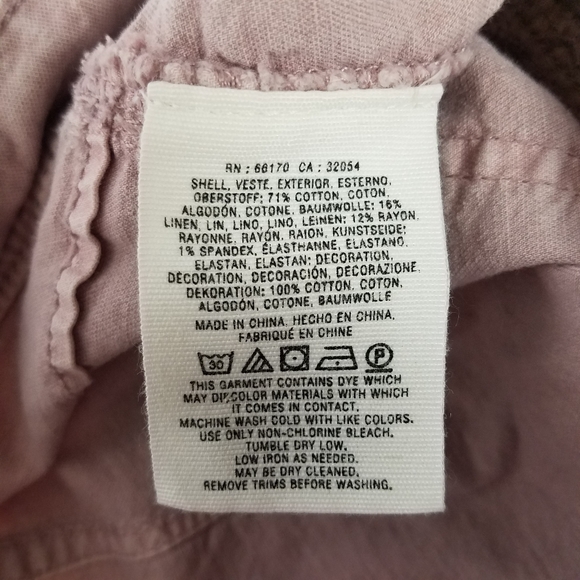 RN : 66170 CA : 32054
SHELL, VESTE, EXTERIOR, ESTERNO,
OBERSTOFF: 71% COTTON, COTON,
ALGODÓN, COTONE, BAUMWOLLE: 16%
LINEN, LIN, LINO, LINO, LEINEN: 12% RAYON,
RAYONNE, RAYÓN, RAION, KUNSTSEIDE:
1% SPANDEX, ÉLASTHANNE, ELASTANO,
ELASTAN, ELASTAN: DECORATION,
DÉCORATION, DECORACIÓN, DECORAZIONE,
DEKORATION: 100% COTTON, COTON,
ALGODÓN, COTONE, BAUMWOLLE
MADE IN CHINA, HECHO EN CHINA,
FABRIQUÉ EN CHINE
30 P
THIS GARMENT CONTAINS DYE WHICH
MAY DISCOLOR MATERIALS WITH WHICH
IT COMES IN CONTACT.
MACHINE WASH COLD WITH LIKE COLORS.
USE ONLY NON-CHLORINE BLEACH.
TUMBLE DRY LOW.
LOW IRON AS NEEDED.
MAY BE DRY CLEANED.
REMOVE TRIMS BEFORE WASHING.